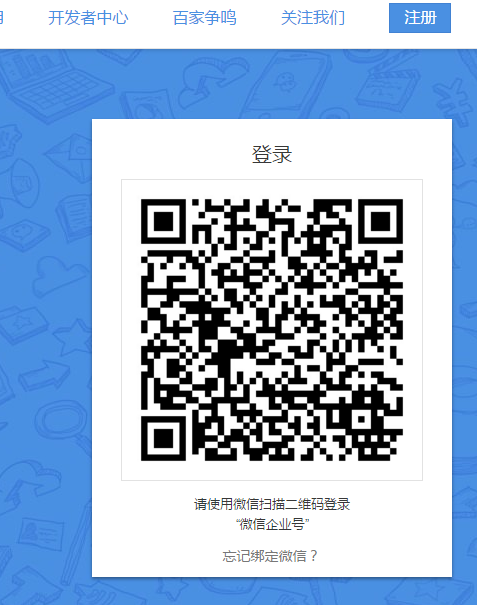 开发者中心 百家争鸣 关注我们 注册
登录
请使用微信扫描二维码登录
“微信企业号”
忘记绑定微信？